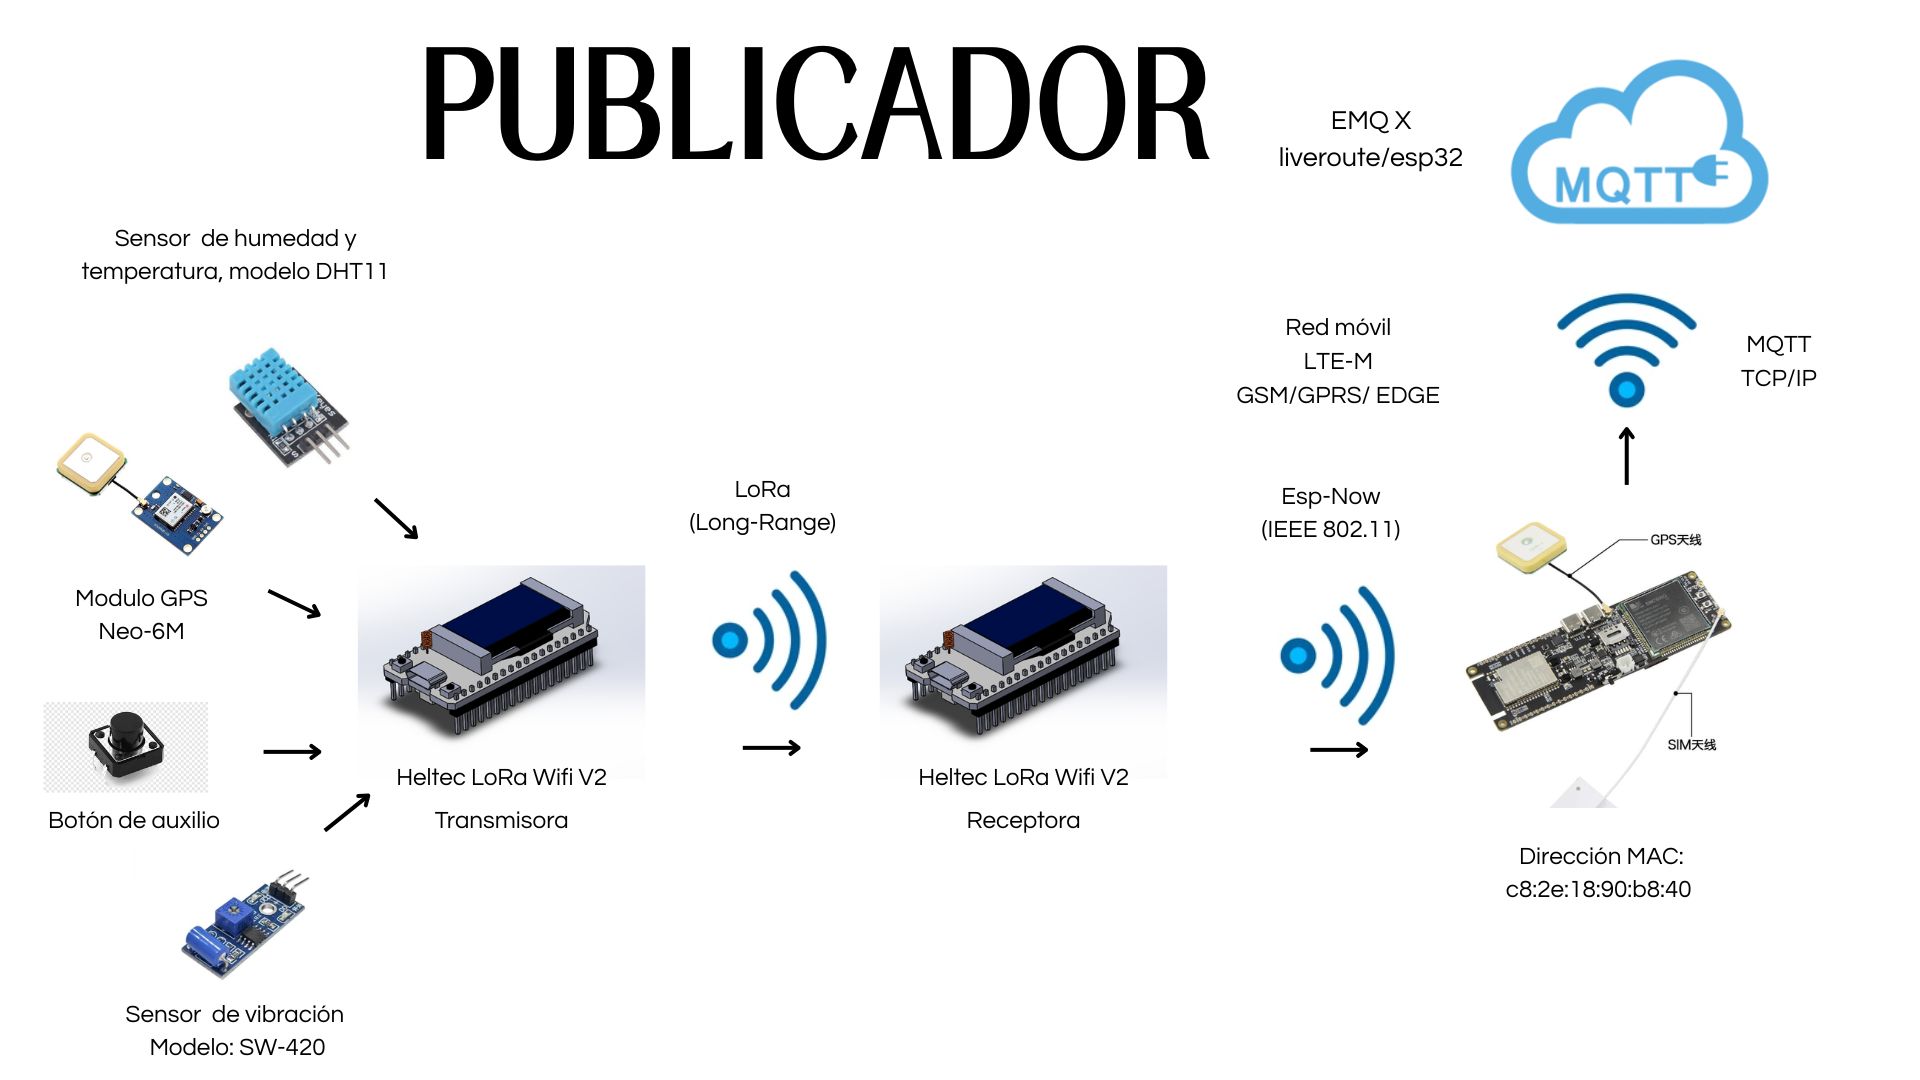 PUBLICADOR
EMQ X
liveroute/esp32
MQTT
Sensor  de humedad y
temperatura, modelo DHT11
Red móvil
LTE-M
GSM/GPRS/ EDGE
MQTT
TCP/IP
LoRa
(Long-Range)
Esp-Now
(IEEE 802.11)
GPS天线
Modulo GPS
Neo-6M
SIM天线
Heltec LoRa Wifi V2
Transmisora
Heltec LoRa Wifi V2
Receptora
Botón de auxilio
Dirección MAC:
c8:2e:18:90:b8:40
Sensor  de vibración
Modelo: SW-420